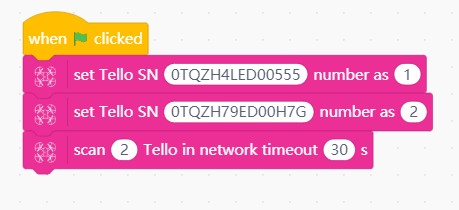 when clicked
set Tello SN 0TQZH4LED00555 number as 1
set Tello SN 0TQZH79ED00H7G number as 2
scan 2 Tello in network timeout 30 s